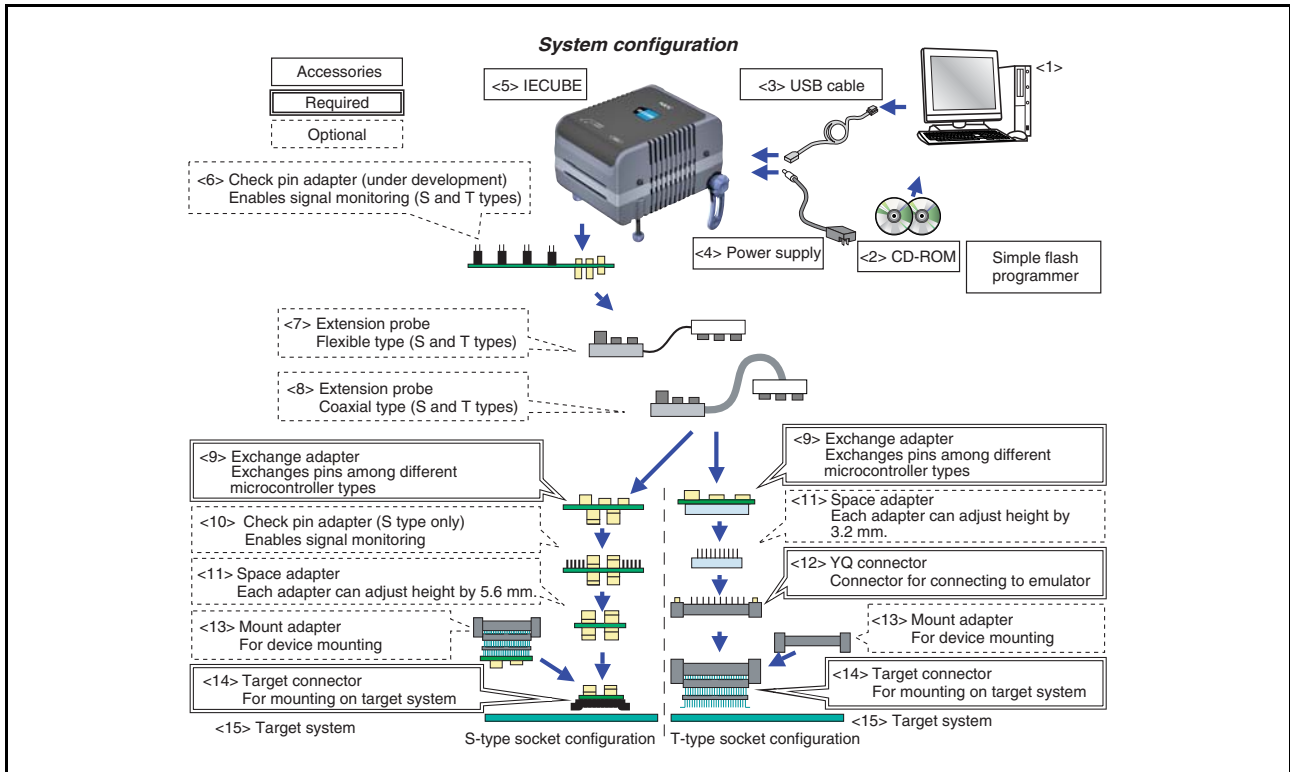 System configuration
Accessories
Required
Optional
<5> IECUBE
<3> USB cable
<1>
<6> Check pin adapter (under development)
Enables signal monitoring (S and T types)
<4> Power supply
<2> CD-ROM
Simple flash
programmer
<7> Extension probe
Flexible type (S and T types)
<8> Extension probe
Coaxial type (S and T types)
<9> Exchange adapter
Exchanges pins among different
microcontroller types
<10> Check pin adapter (S type only)
Enables signal monitoring
<11> Space adapter
Each adapter can adjust height by 5.6 mm.
<13> Mount adapter
For device mounting
<14> Target connector
For mounting on target system
<15> Target system
S-type socket configuration
<9> Exchange adapter
Exchanges pins among different
microcontroller types
<11> Space adapter
Each adapter can adjust height by
3.2 mm.
<12> YQ connector
Connector for connecting to emulator
<13> Mount adapter
For device mounting
<14> Target connector
For mounting on target system
<15> Target system
T-type socket configuration